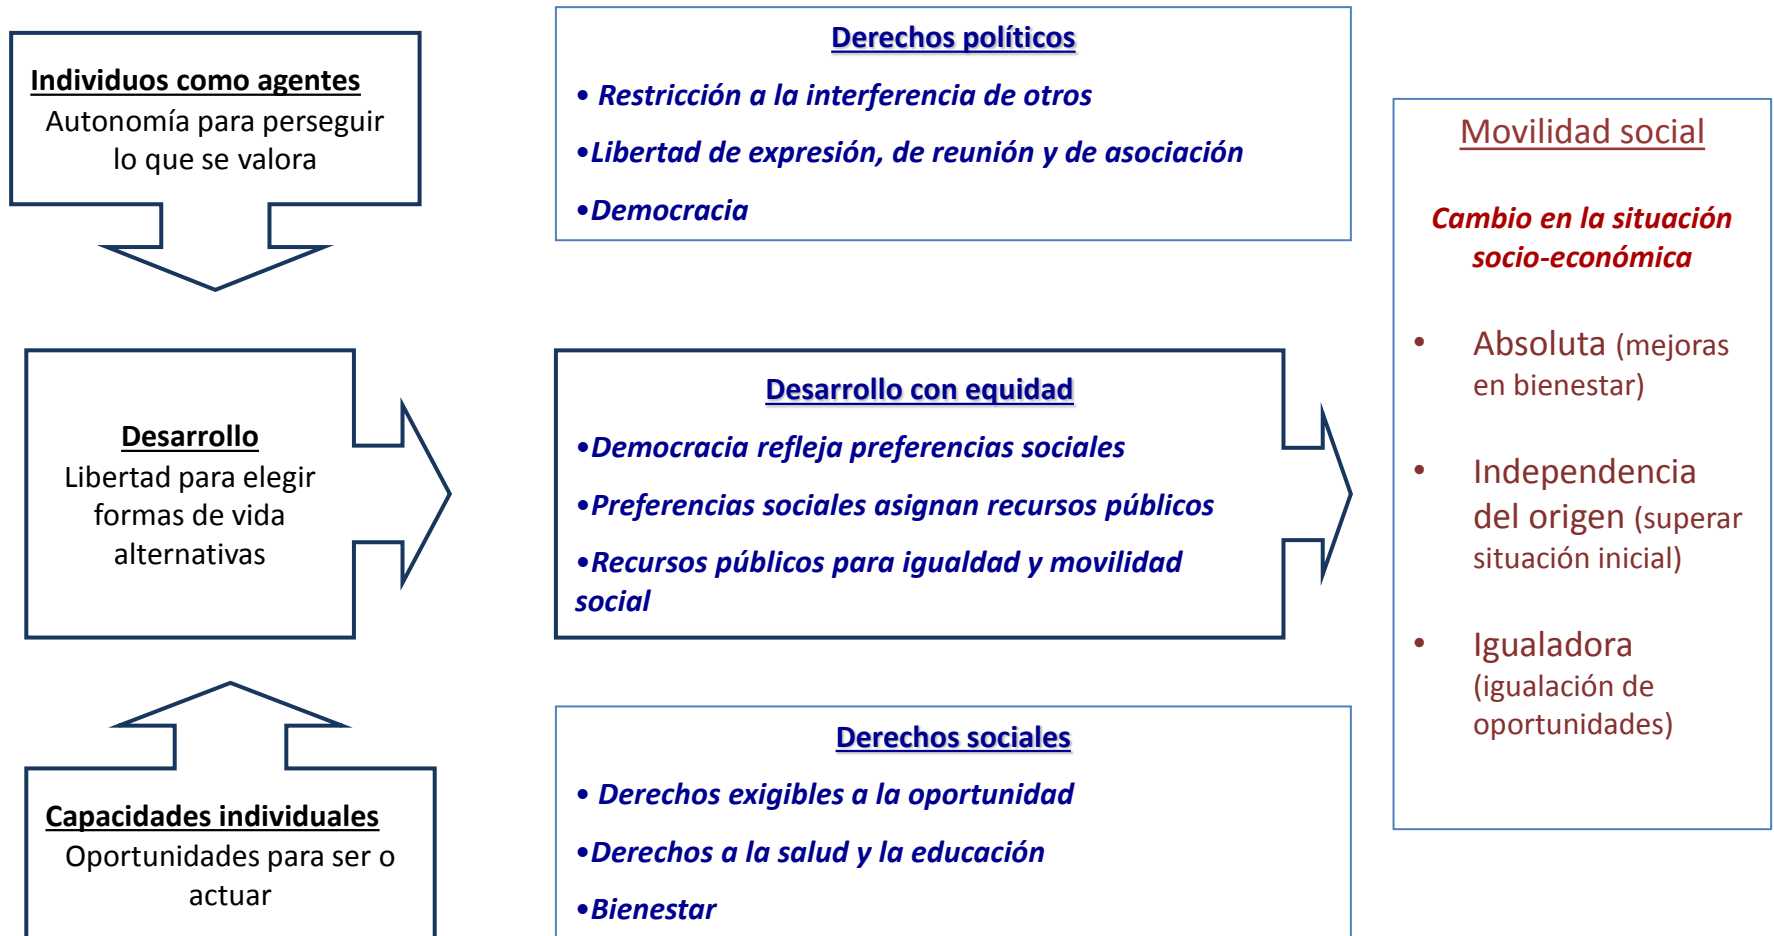 Individuos como agentes
Autonomía para perseguir
lo que se valora
Derechos políticos
• Restricción a la interferencia de otros
•Libertad de expresión, de reunión y de asociación
•Democracia
Desarrollo
Libertad para elegir
formas de vida
alternativas
Desarrollo con equidad
•Democracia refleja preferencias sociales
•Preferencias sociales asignan recursos públicos
•Recursos públicos para igualdad y movilidad
social
Capacidades individuales
Oportunidades para ser o
actuar
Derechos sociales
• Derechos exigibles a la oportunidad
•Derechos a la salud y la educación
•Bienestar
Movilidad social
Cambio en la situación
socio-económica
• Absoluta (mejoras
en bienestar)
• Independencia
del origen (superar
situación inicial)
• Igualadora
(igualación de
oportunidades)